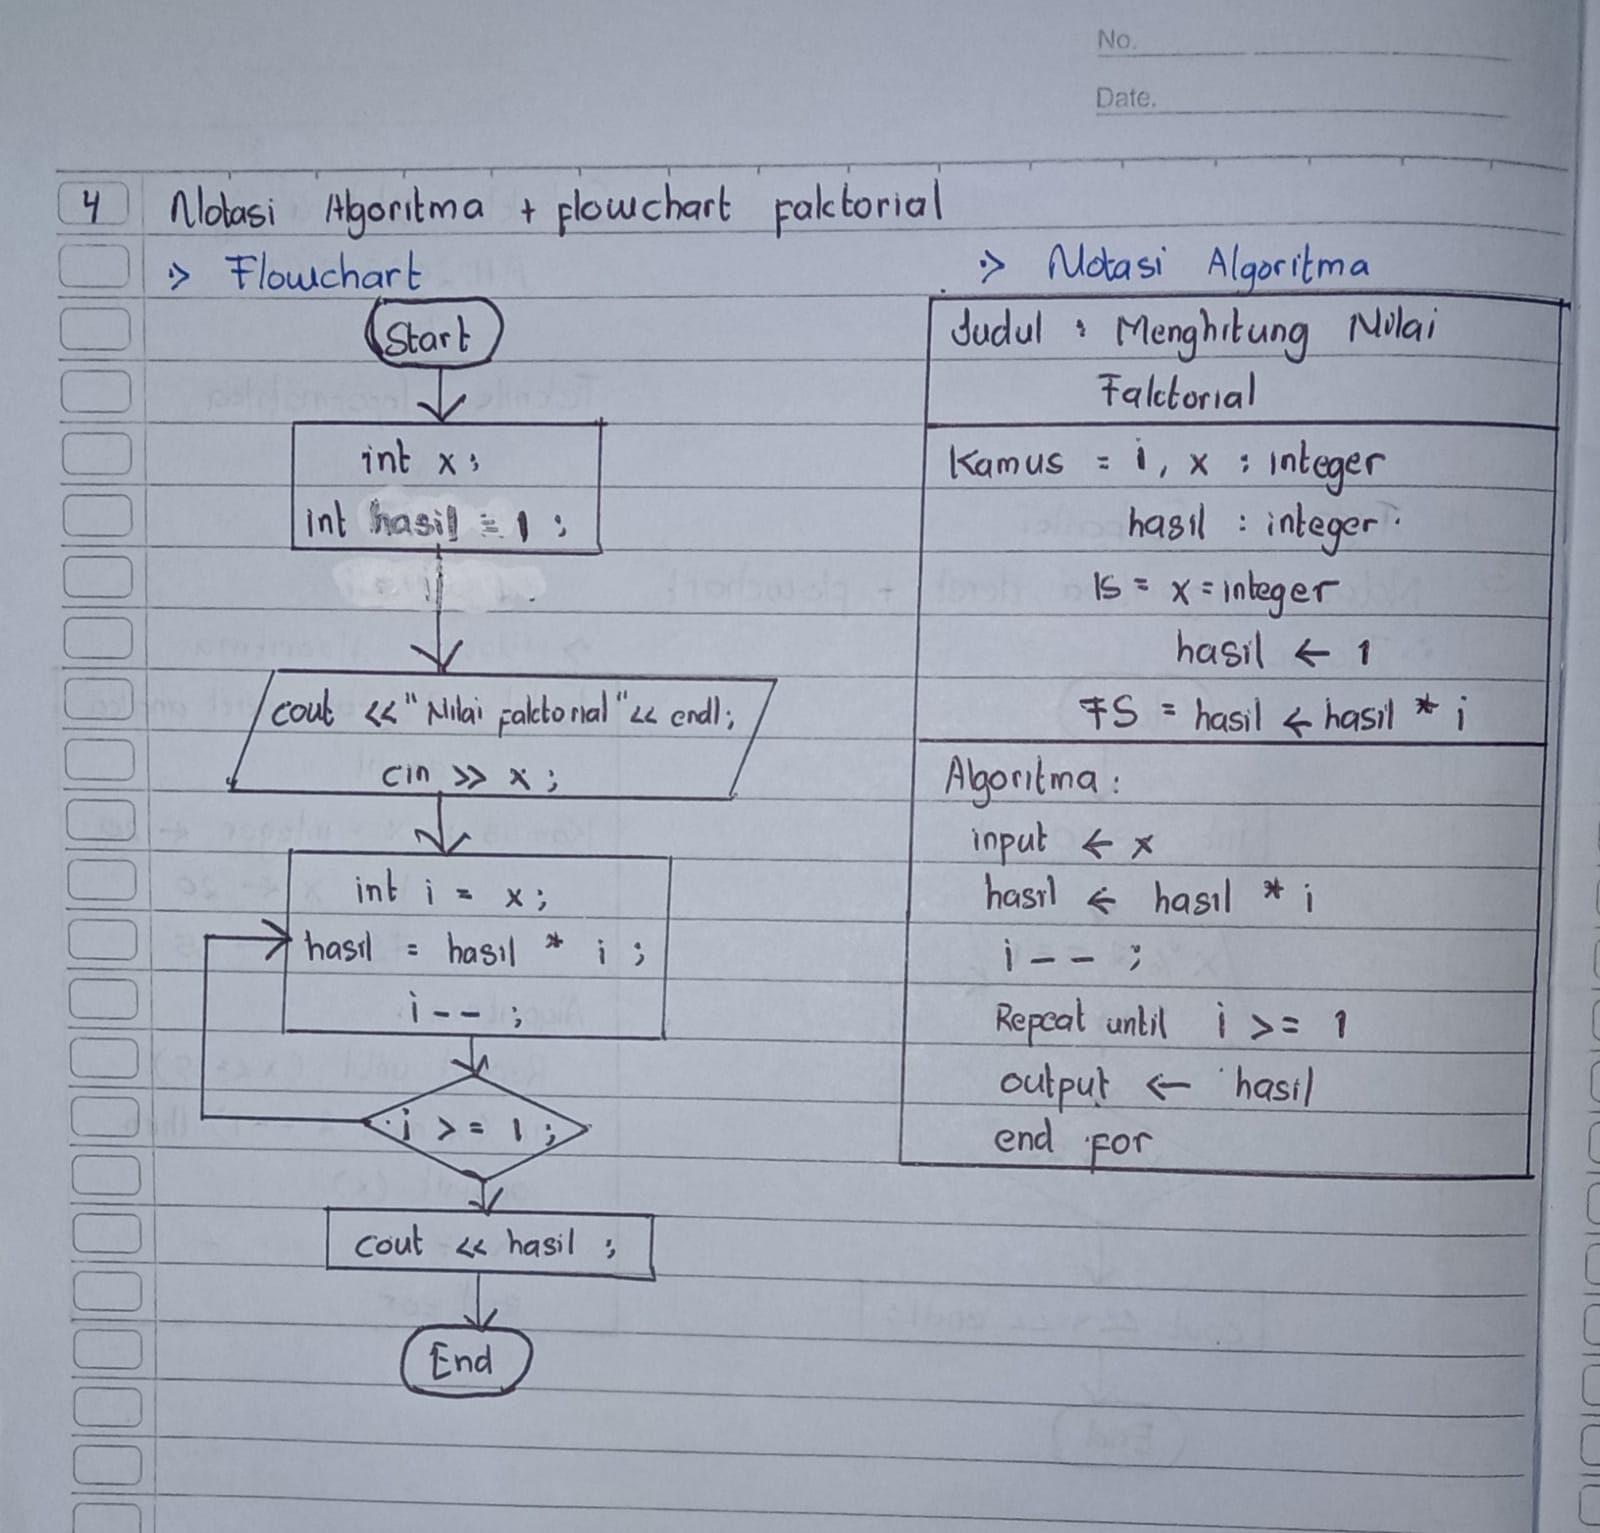 No.
Date.
4 Notasi Algoritma + flowchart faktorial
:> Flowchart
Start
int x;
int hasil = 1 ;
cout << "Nilai faktorial" << endl;
cin >> x ;
int i = x ;
hasil = hasil * i ;
i -- ;
i > = 1 ;
cout << hasil ;
End
:> Notasi Algoritma
Judul : Menghitung Nilai
Faktorial
Kamus = i, x : integer
hasil : integer.
IS = x = integer
hasil ← 1
FS = hasil ← hasil * i
Algoritma :
input ← x
hasil ← hasil * i
i - - ;
Repeat until i >= 1
output ← hasil
end for